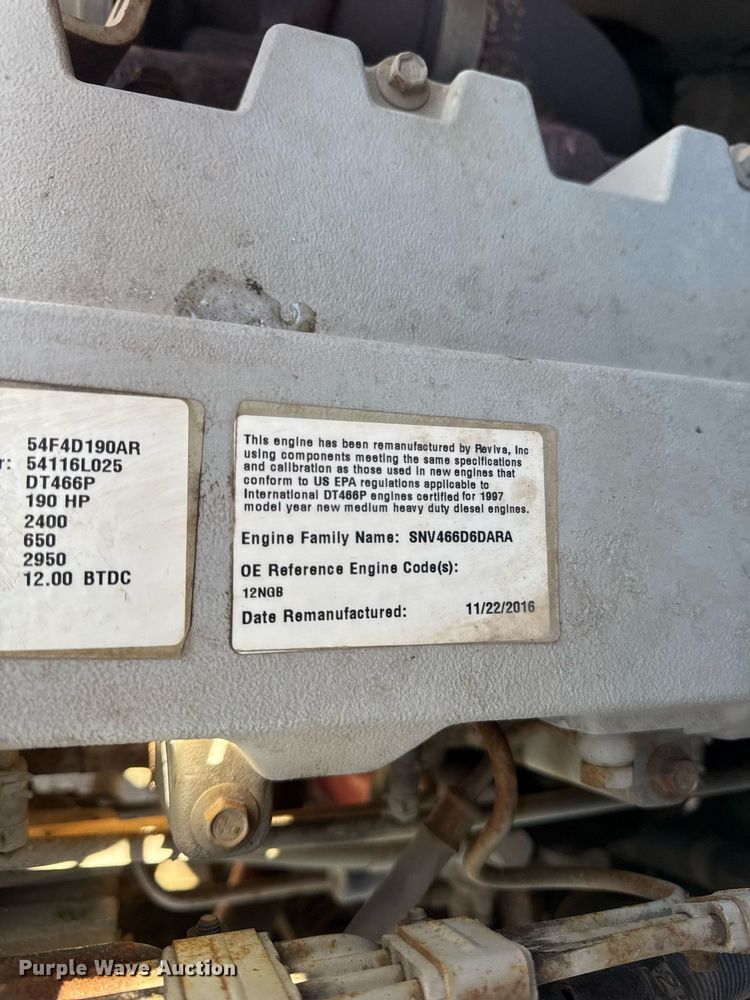 54F4D190AR
r: 54116L025
DT466P
190 HP
2400
650
2950
12.00 BTDC
This engine has been remanufactured by Reviva, Inc
using components meeting the same specifications
and calibration as those used in new engines that
conform to US EPA regulations applicable to
International DT466P engines certified for 1997
model year new medium heavy duty diesel engines.
Engine Family Name: SNV466D6DARA
OE Reference Engine Code(s):
12NGB
Date Remanufactured: 11/22/2016
Purple Wave Auction